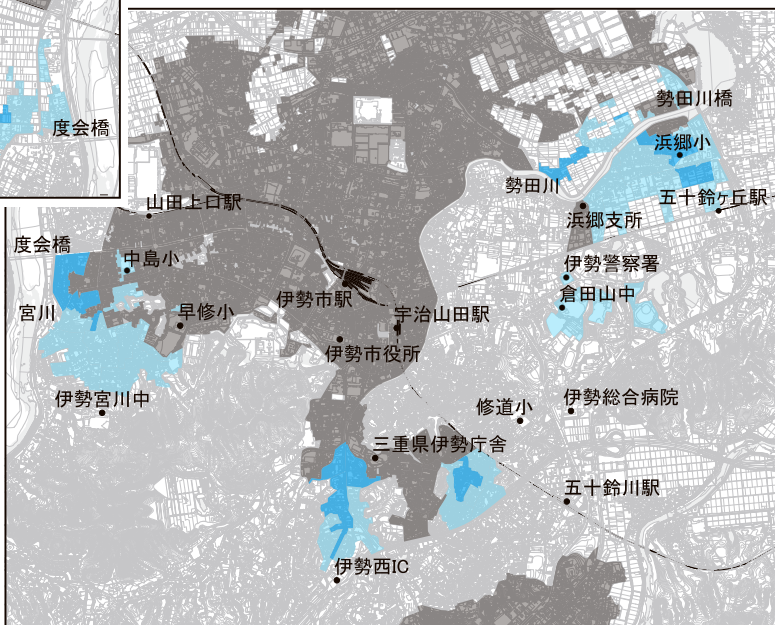 度会橋
勢田川橋
浜郷小
勢田川
五十鈴ヶ丘駅
山田上口駅
浜郷支所
度会橋
中島小
伊勢警察署
倉田山中
伊勢市駅
宮川
早修小
宇治山田駅
伊勢市役所
伊勢宮川中
修道小
伊勢総合病院
三重県伊勢庁舎
五十鈴川駅
伊勢西IC